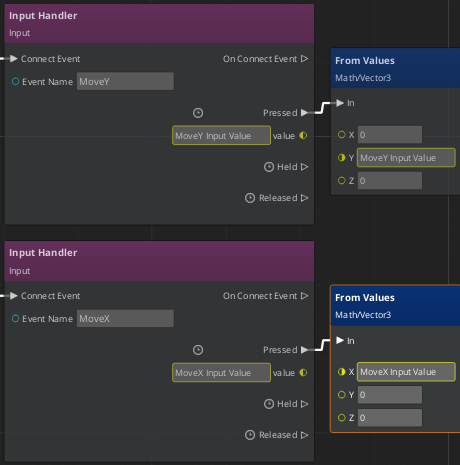 Input Handler
Input
Connect Event
On Connect Event
Event Name
MoveY
Pressed
MoveY Input Value
value
Held
Released
From Values
Math/Vector3
In
X
0
Y
MoveY Input Value
Z
0
Input Handler
Input
Connect Event
On Connect Event
Event Name
MoveX
Pressed
MoveX Input Value
value
Held
Released
From Values
Math/Vector3
In
X
MoveX Input Value
Y
0
Z
0